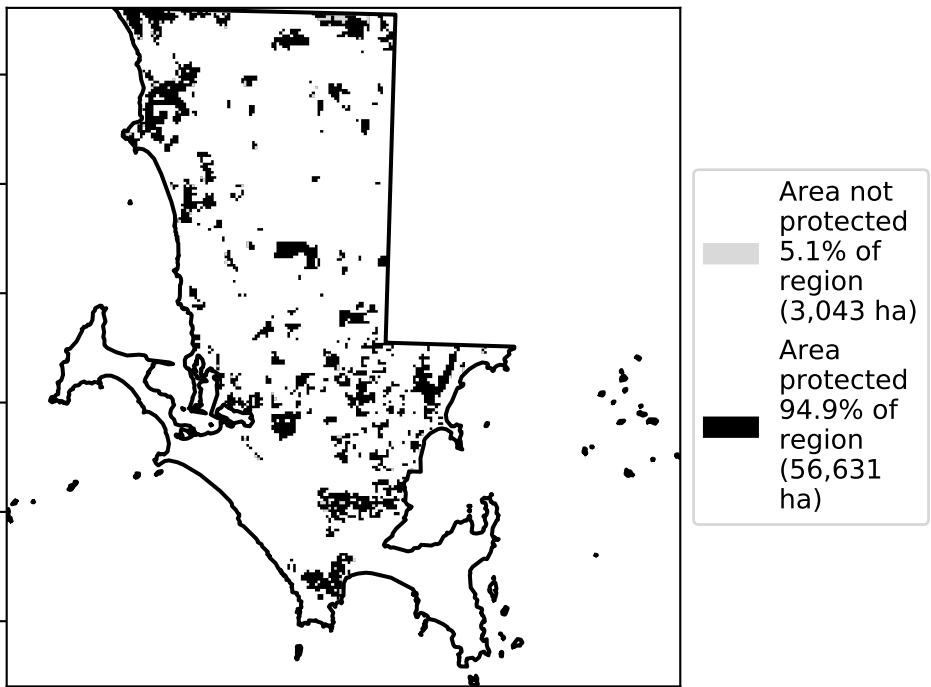 Area not
protected
5.1% of
region
(3,043 ha)
Area
protected
94.9% of
region
(56,631
ha)